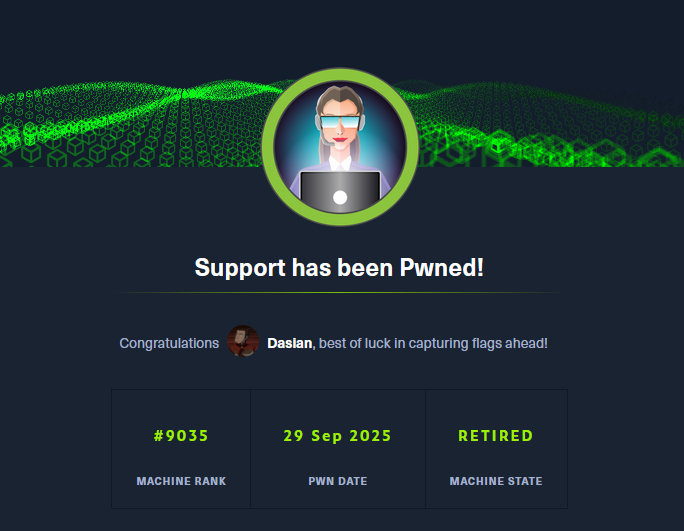 Support has been Pwned!
Congratulations Dasian, best of luck in capturing flags ahead!
#9035 29 Sep 2025 RETIRED
MACHINE RANK PWN DATE MACHINE STATE